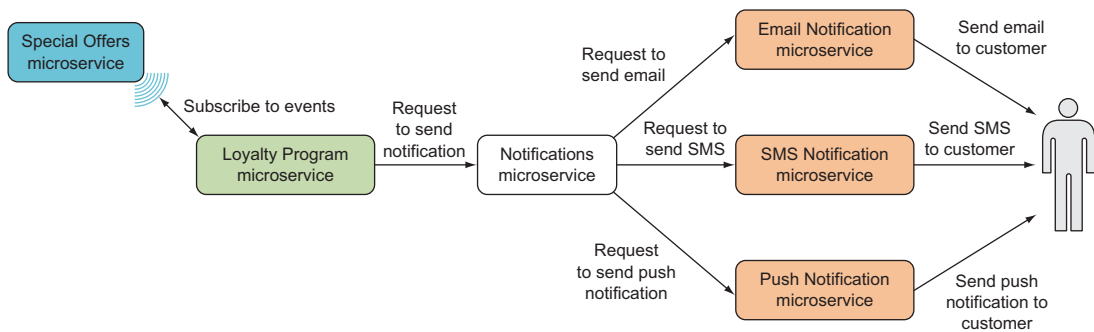 Special Offers
microservice
Subscribe to events
Loyalty Program
microservice
Request
to send
notification
Notifications
microservice
Request to
send email
Request to
send SMS
Request
to send push
notification
Email Notification
microservice
SMS Notification
microservice
Push Notification
microservice
Send email
to customer
Send SMS
to customer
Send push
notification to
customer